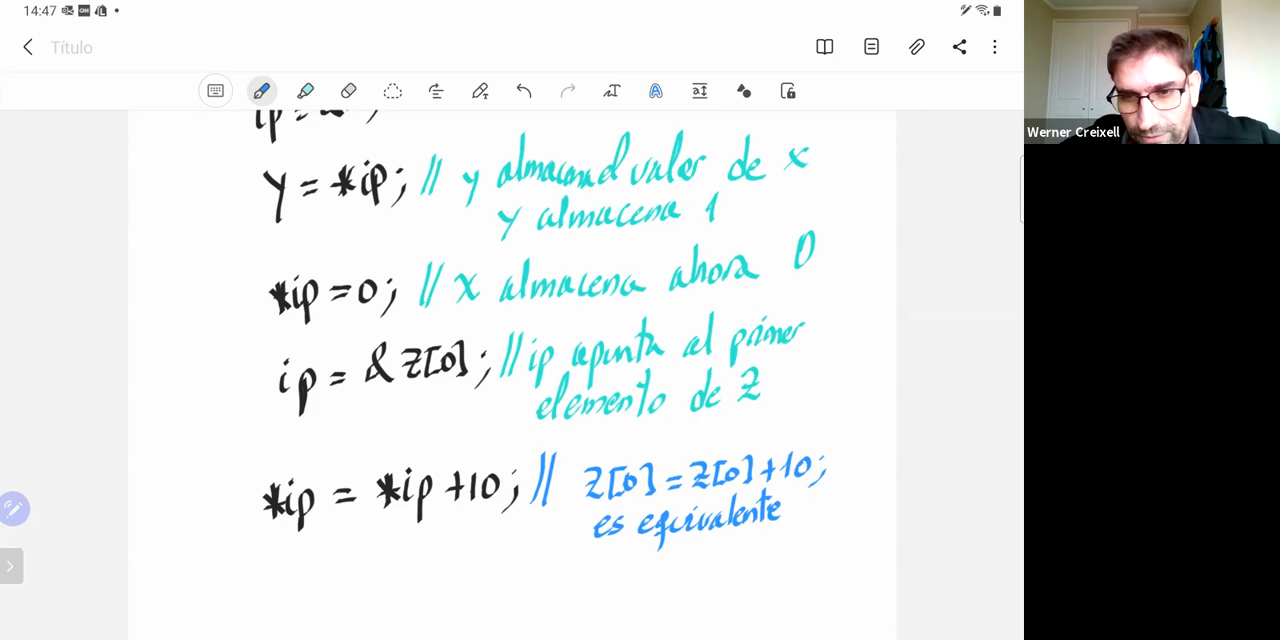 14:47
Título
Werner Creixell
ip=
y = *ip; // y almacena el valor de x
y almacena 1
*ip = 0; // x almacena ahora 0
ip = & z[0]; // ip apunta al primer
elemento de z
*ip = *ip +10; // z[0] = z[0] +10;
es equivalente